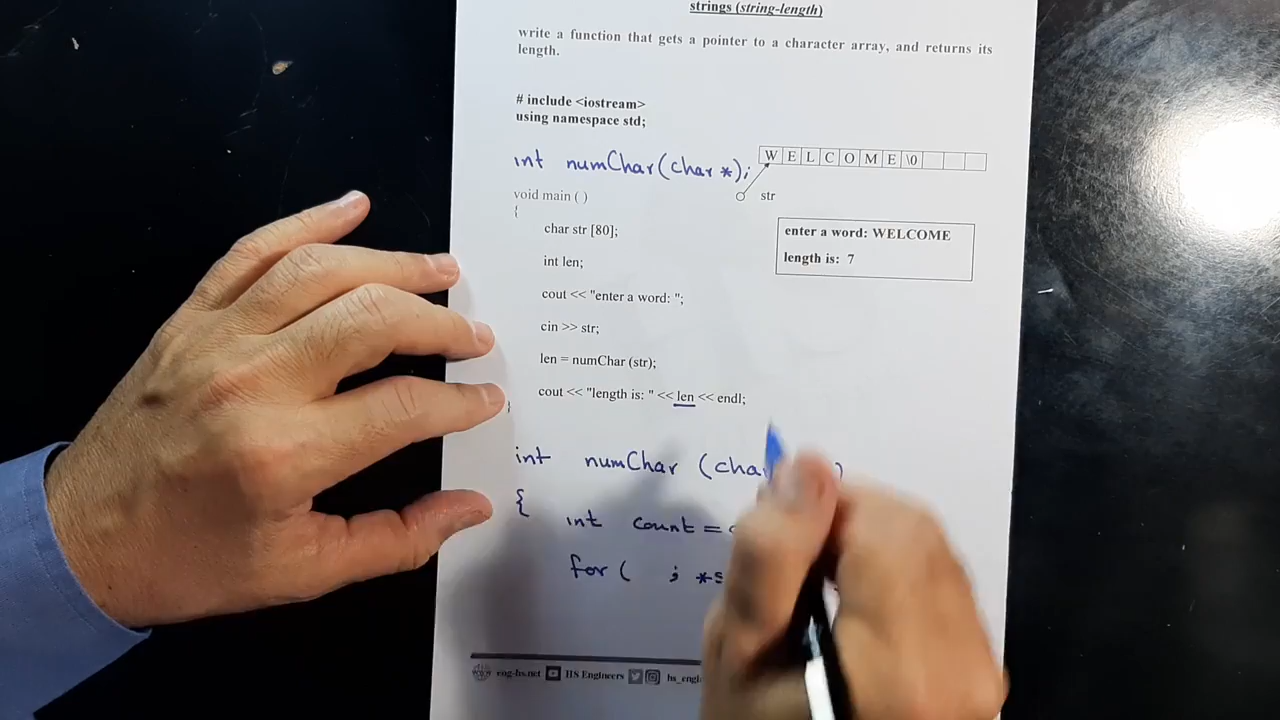 strings (string-length)
write a function that gets a pointer to a character array, and returns its
length.
# include <iostream>
using namespace std;
int numChar(char *);
W E L C O M E \0
str
void main ( )
{
char str [80];
enter a word: WELCOME
length is: 7
int len;
cout << "enter a word: ";
cin >> str;
len = numChar (str);
cout << "length is: " << len << endl;
}
int numChar (cha )
{
int count =
for ( ; *s
eng-hs.net HS Engineers